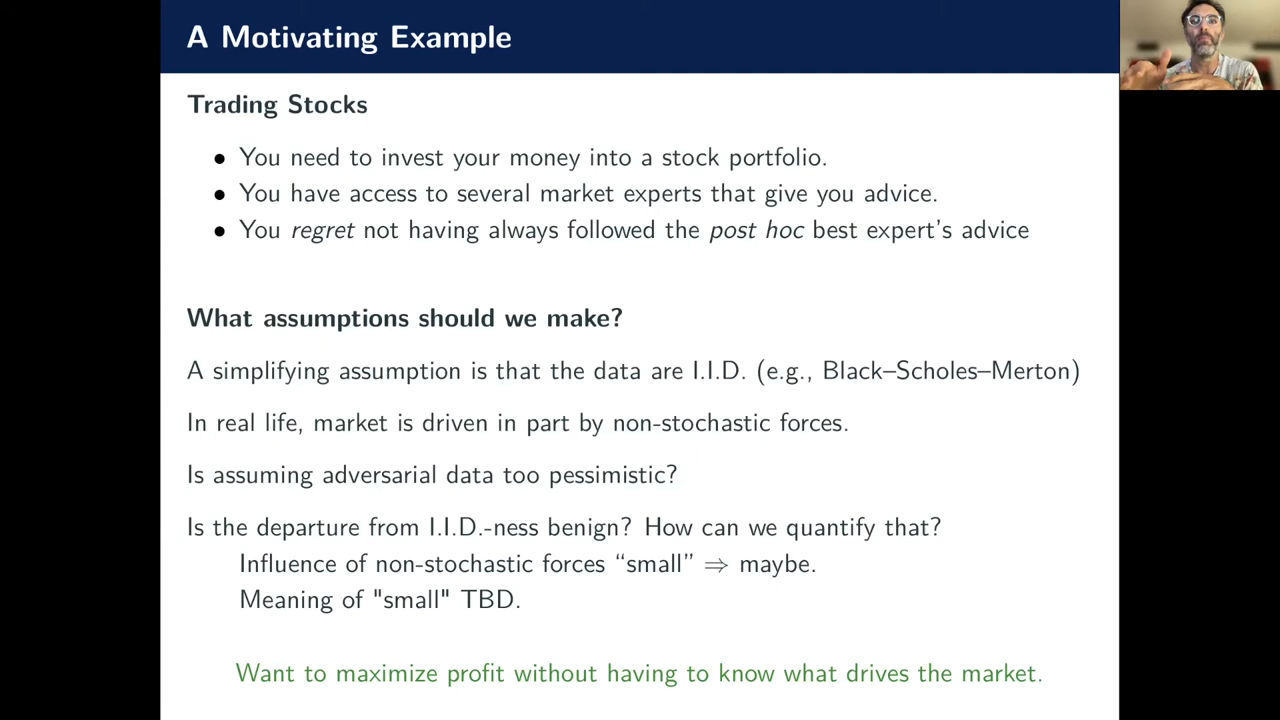 A Motivating Example
Trading Stocks
• You need to invest your money into a stock portfolio.
• You have access to several market experts that give you advice.
• You regret not having always followed the post hoc best expert's advice
What assumptions should we make?
A simplifying assumption is that the data are I.I.D. (e.g., Black–Scholes–Merton)
In real life, market is driven in part by non-stochastic forces.
Is assuming adversarial data too pessimistic?
Is the departure from I.I.D.-ness benign? How can we quantify that?
Influence of non-stochastic forces “small” ⇒ maybe.
Meaning of "small" TBD.
Want to maximize profit without having to know what drives the market.